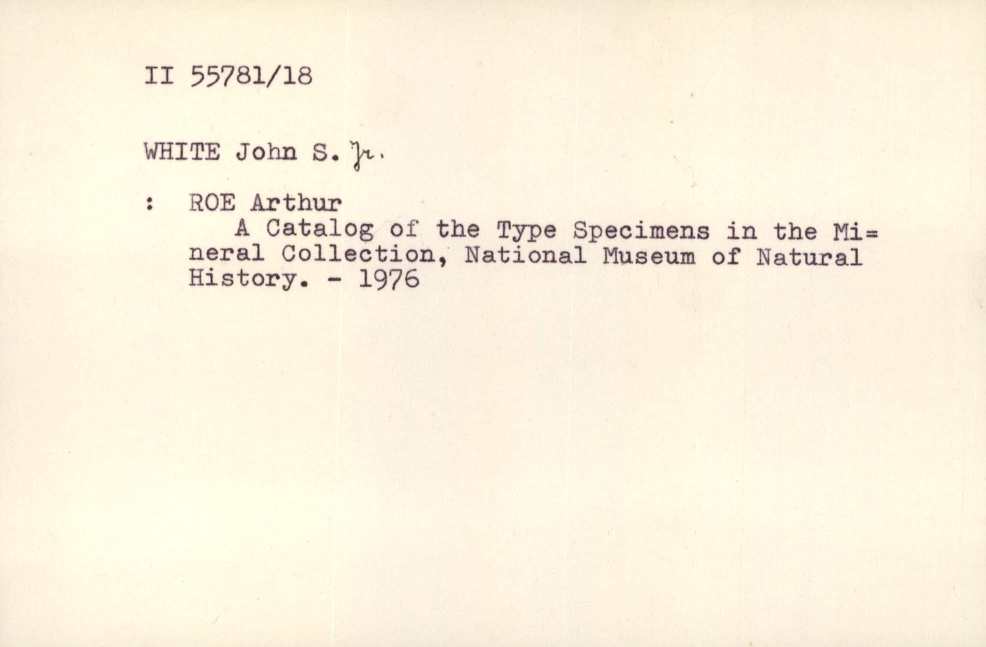 II 55781/18
WHITE John S. Jr.
: ROE Arthur
A Catalog of the Type Specimens in the Mi=
neral Collection, National Museum of Natural
History. - 1976